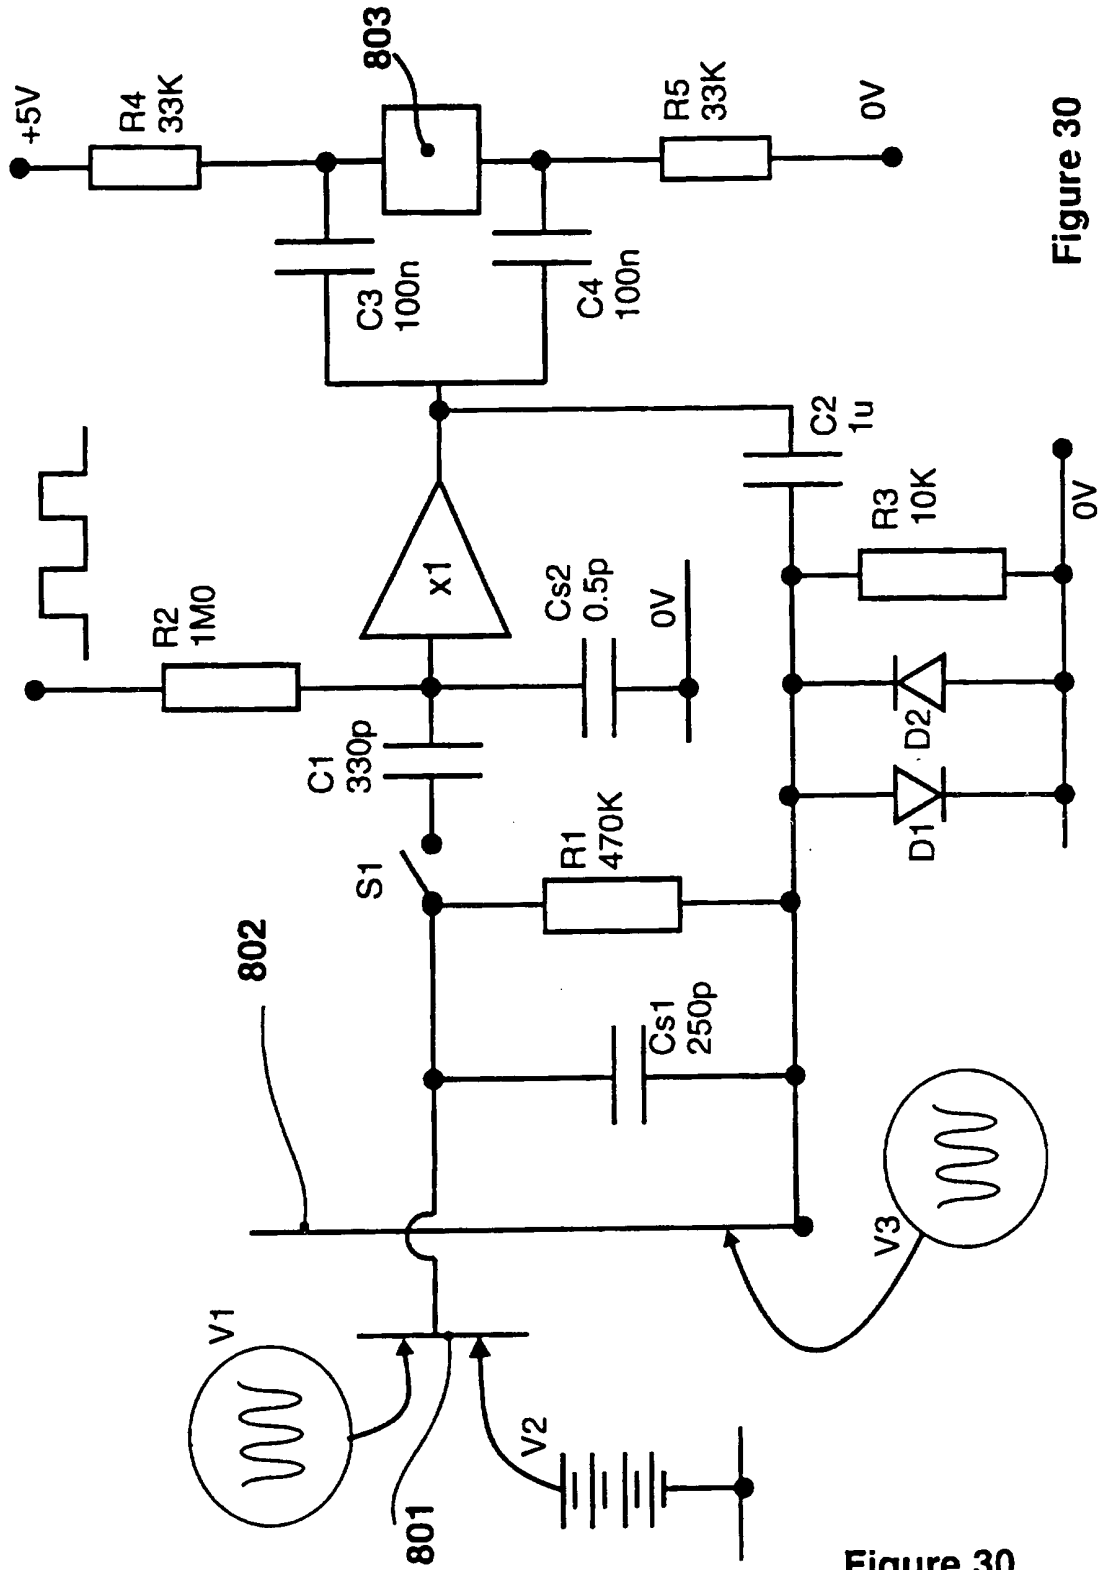 +5V
R4
33K
803
R5
33K
0V
C3
100n
C4
100n
R2
1M0
x1
C1
330p
Cs2
0.5p
0V
C2
1u
R3
10K
0V
D2
D1
S1
R1
470K
802
Cs1
250p
V1
801
V2
V3
Figure 30
Figure 30